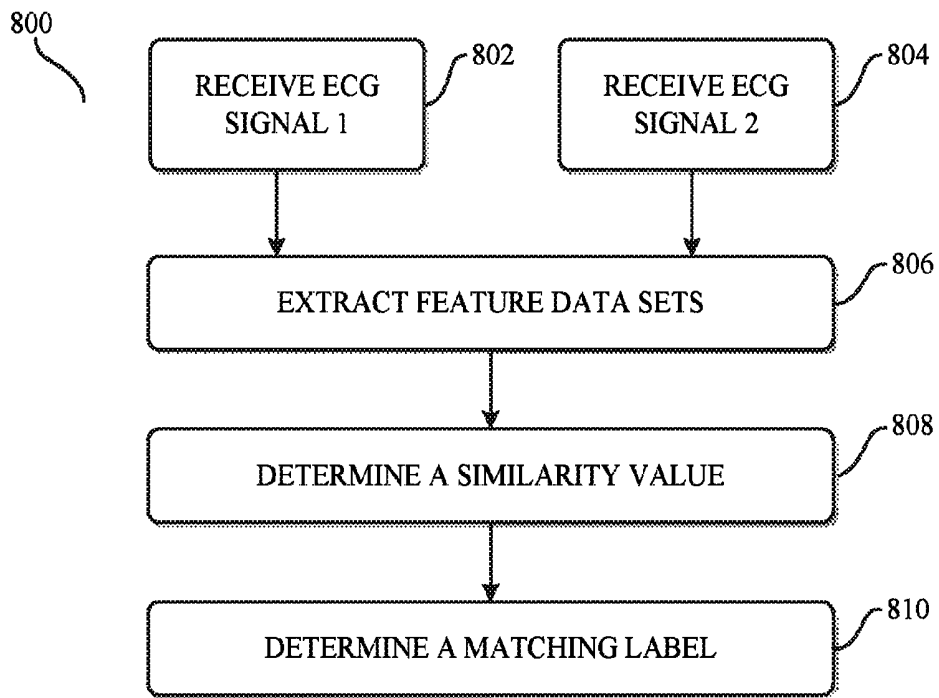 800
RECEIVE ECG
SIGNAL 1
802
RECEIVE ECG
SIGNAL 2
804
EXTRACT FEATURE DATA SETS
806
DETERMINE A SIMILARITY VALUE
808
DETERMINE A MATCHING LABEL
810